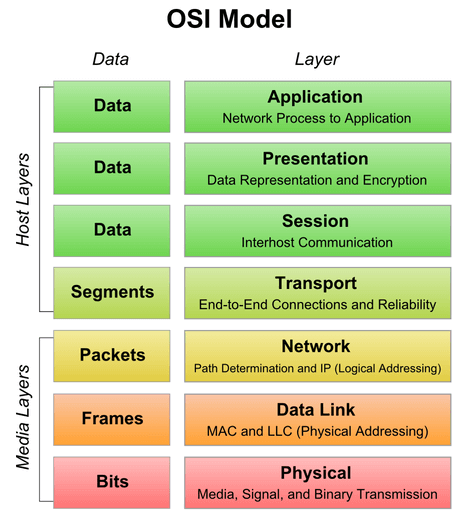 OSI Model
Data
Layer
Host Layers
Data
Application
Network Process to Application
Data
Presentation
Data Representation and Encryption
Data
Session
Interhost Communication
Segments
Transport
End-to-End Connections and Reliability
Media Layers
Packets
Network
Path Determination and IP (Logical Addressing)
Frames
Data Link
MAC and LLC (Physical Addressing)
Bits
Physical
Media, Signal, and Binary Transmission